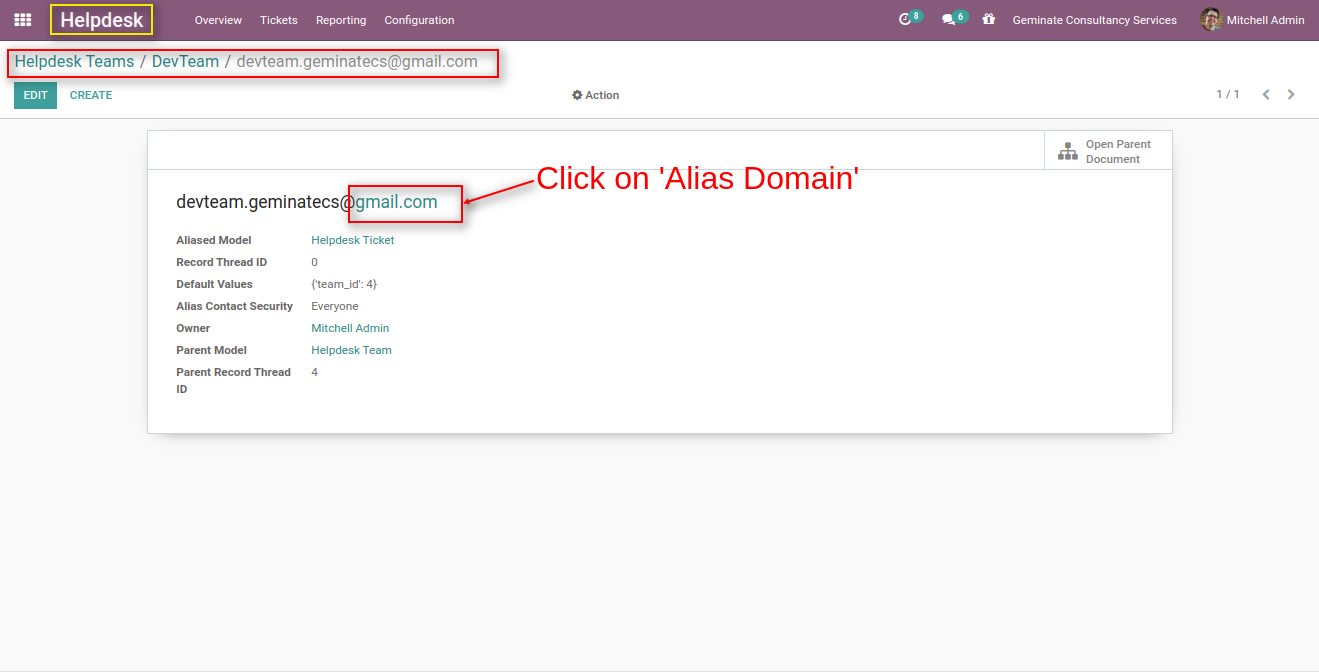 Helpdesk Overview Tickets Reporting Configuration 8 6 Geminate Consultancy Services Mitchell Admin
Helpdesk Teams / DevTeam / devteam.geminatecs@gmail.com
EDIT CREATE Action 1 / 1
Open Parent
Document
Click on 'Alias Domain'
devteam.geminatecs@gmail.com
Aliased Model Helpdesk Ticket
Record Thread ID 0
Default Values {'team_id': 4}
Alias Contact Security Everyone
Owner Mitchell Admin
Parent Model Helpdesk Team
Parent Record Thread 4
ID